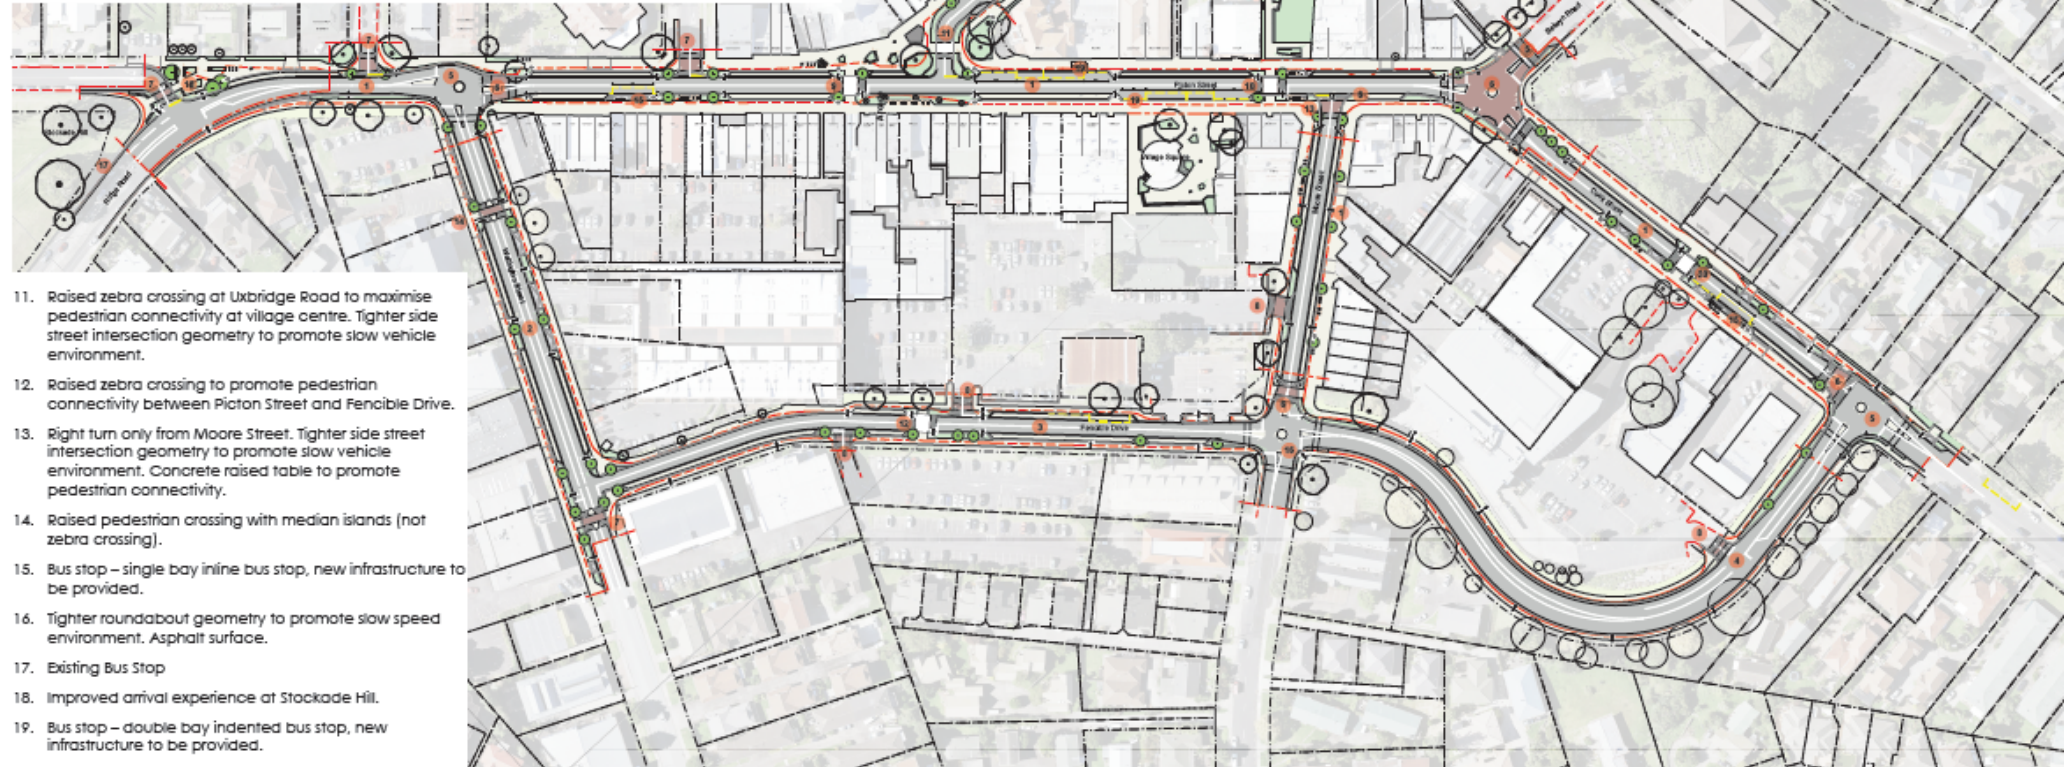 Picton Street
Ridge Road
Village Square
Moore Street
Fencible Drive
11. Raised zebra crossing at Uxbridge Road to maximise
pedestrian connectivity at village centre. Tighter side
street intersection geometry to promote slow vehicle
environment.
12. Raised zebra crossing to promote pedestrian
connectivity between Picton Street and Fencible Drive.
13. Right turn only from Moore Street. Tighter side street
intersection geometry to promote slow vehicle
environment. Concrete raised table to promote
pedestrian connectivity.
14. Raised pedestrian crossing with median islands (not
zebra crossing).
15. Bus stop – single bay inline bus stop, new infrastructure to
be provided.
16. Tighter roundabout geometry to promote slow speed
environment. Asphalt surface.
17. Existing Bus Stop
18. Improved arrival experience at Stockade Hill.
19. Bus stop – double bay indented bus stop, new
infrastructure to be provided.